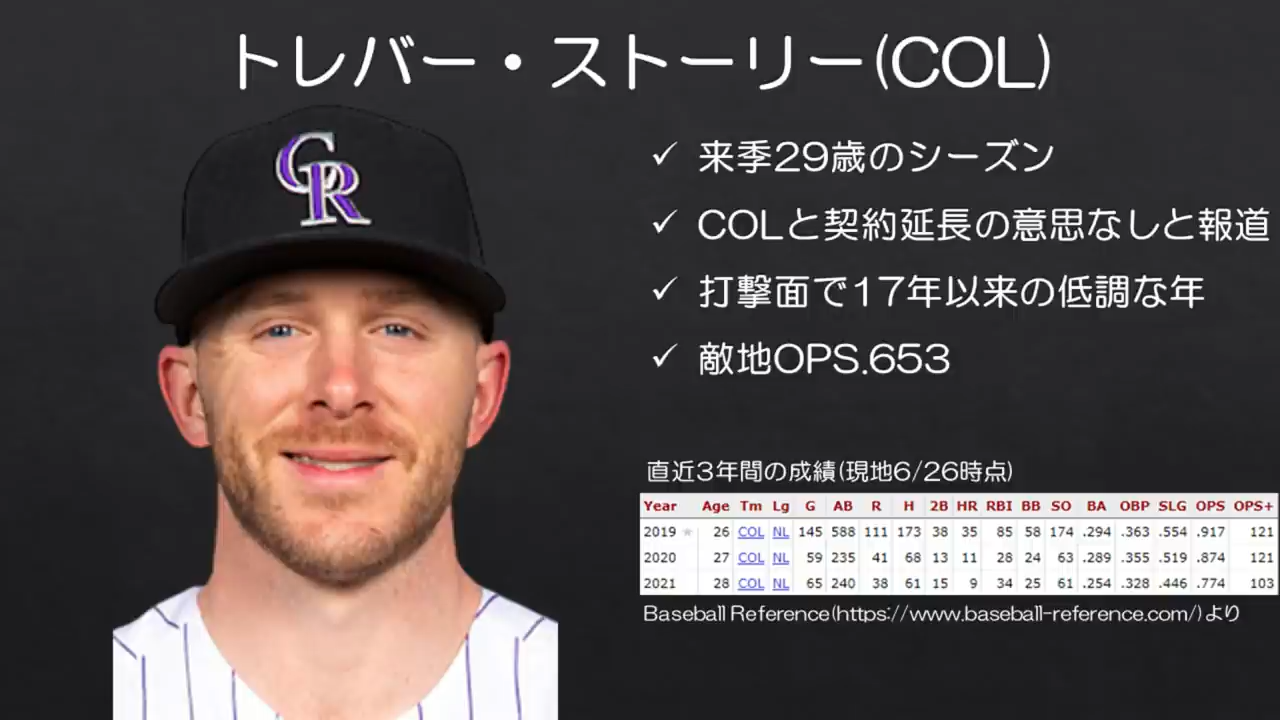 トレバー・ストーリー(COL)
CR
✓ 来季29歳のシーズン
✓ COLと契約延長の意思なしと報道
✓ 打撃面で17年以来の低調な年
✓ 敵地OPS.653
直近3年間の成績(現地6/26時点)
Year Age Tm Lg G AB R H 2B HR RBI BB SO BA OBP SLG OPS OPS+
2019 ★ 26 COL NL 145 588 111 173 38 35 85 58 174 .294 .363 .554 .917 121
2020 27 COL NL 59 235 41 68 13 11 28 24 63 .289 .355 .519 .874 121
2021 28 COL NL 65 240 38 61 15 9 34 25 61 .254 .328 .446 .774 103
Baseball Reference(https://www.baseball-reference.com/)より